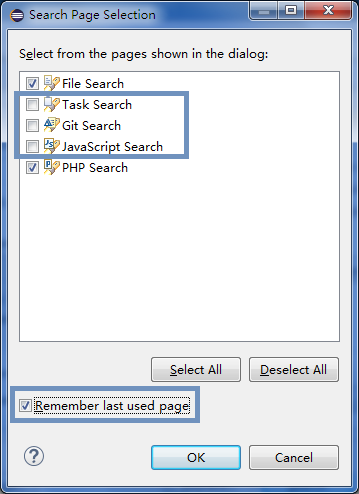 Search Page Selection
Select from the pages shown in the dialog:
File Search
Task Search
Git Search
JavaScript Search
PHP Search
Select All
Deselect All
Remember last used page
?
OK
Cancel